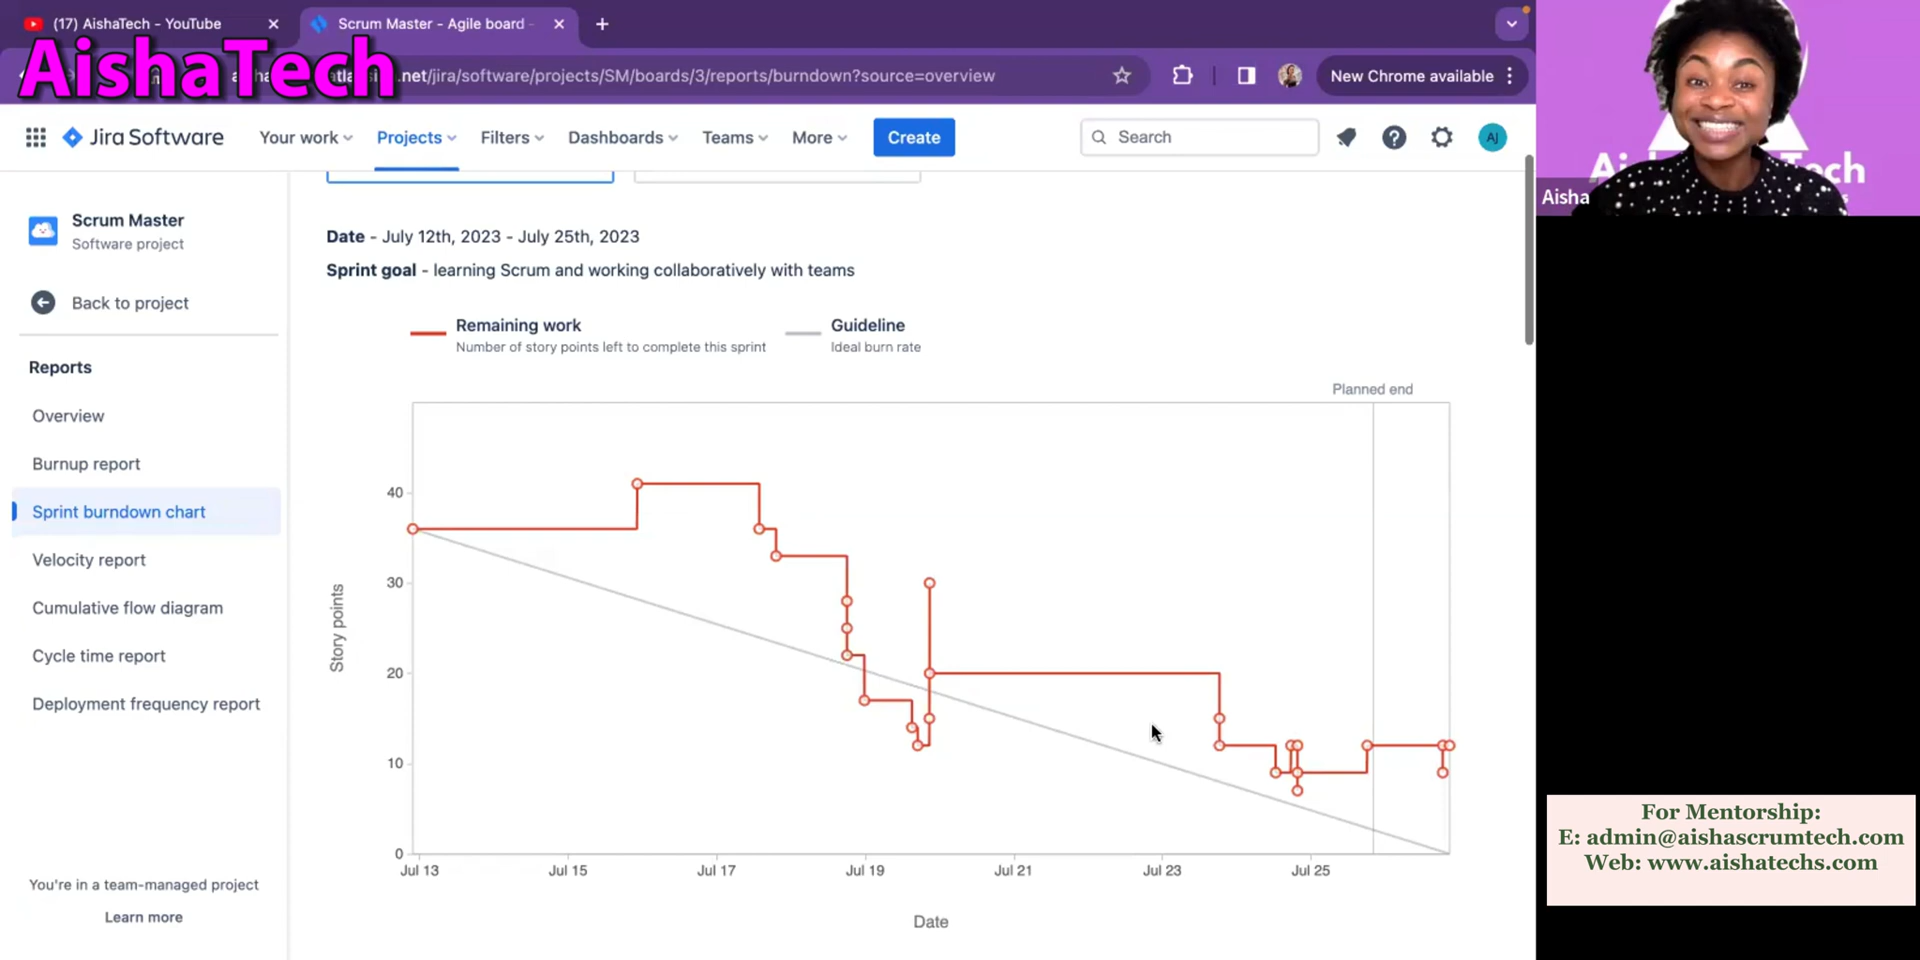 (17) AishaTech - YouTube
Scrum Master - Agile board -
AishaTech
.net/jira/software/projects/SM/boards/3/reports/burndown?source=overview
New Chrome available
Jira Software
Your work
Projects
Filters
Dashboards
Teams
More
Create
Search
AJ
Aisha
Scrum Master
Software project
Back to project
Reports
Overview
Burnup report
Sprint burndown chart
Velocity report
Cumulative flow diagram
Cycle time report
Deployment frequency report
You're in a team-managed project
Learn more
Date - July 12th, 2023 - July 25th, 2023
Sprint goal - learning Scrum and working collaboratively with teams
Remaining work
Number of story points left to complete this sprint
Guideline
Ideal burn rate
Planned end
Story points
40
30
20
10
0
Jul 13
Jul 15
Jul 17
Jul 19
Jul 21
Jul 23
Jul 25
Date
For Mentorship:
E: admin@aishascrumtech.com
Web: www.aishatechs.com